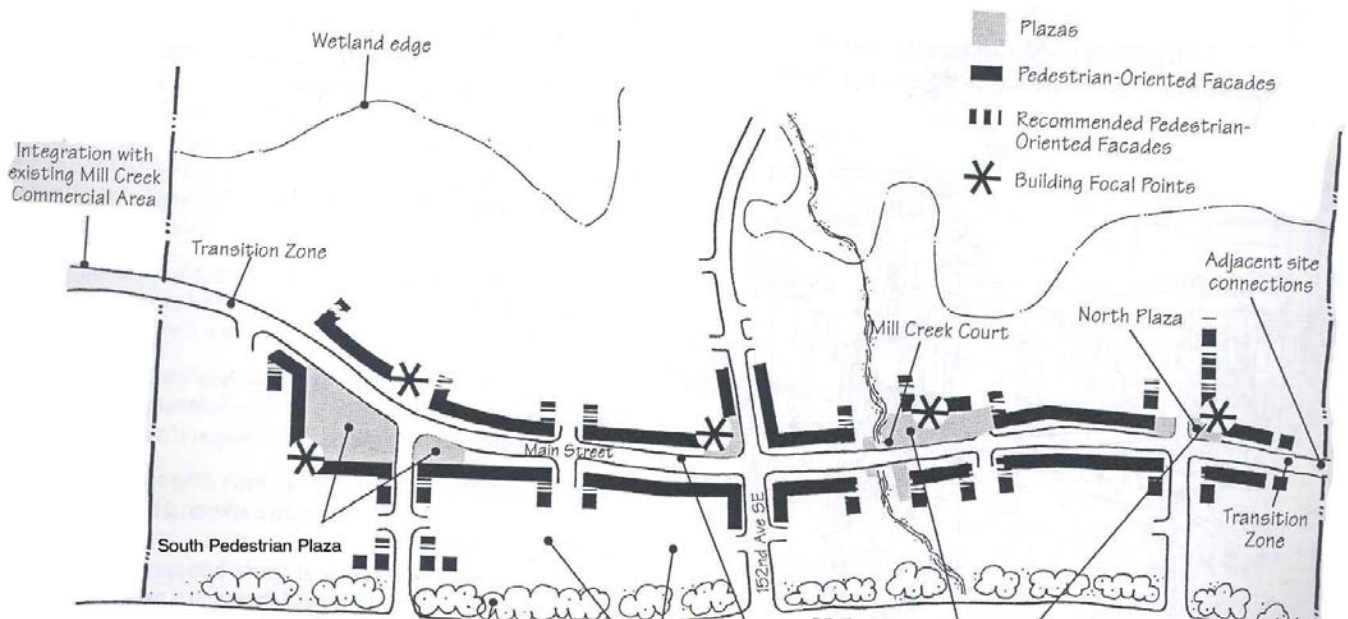 Wetland edge
Plazas
Pedestrian-Oriented Facades
Recommended Pedestrian-
Oriented Facades
Building Focal Points
Integration with
existing Mill Creek
Commercial Area
Transition Zone
Adjacent site
connections
North Plaza
Mill Creek Court
Main Street
152nd Ave SE
Transition
Zone
South Pedestrian Plaza